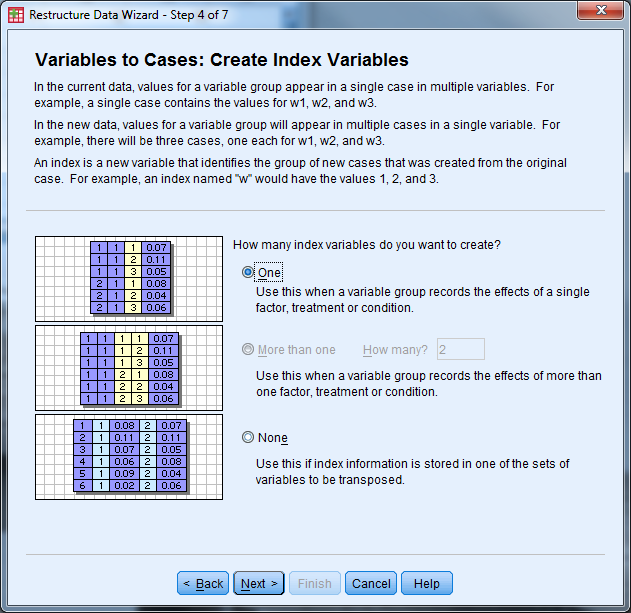 Restructure Data Wizard - Step 4 of 7
Variables to Cases: Create Index Variables
In the current data, values for a variable group appear in a single case in multiple variables.  For
example, a single case contains the values for w1, w2, and w3.
In the new data, values for a variable group will appear in multiple cases in a single variable.  For
example, there will be three cases, one each for w1, w2, and w3.
An index is a new variable that identifies the group of new cases that was created from the original
case.  For example, an index named "w" would have the values 1, 2, and 3.
1 1 1 0.07
1 1 2 0.11
1 1 3 0.05
2 1 1 0.08
2 1 2 0.04
2 1 3 0.06
How many index variables do you want to create?
One
Use this when a variable group records the effects of a single
factor, treatment or condition.
1 1 1 1 0.07
1 1 1 2 0.11
1 1 1 3 0.05
1 1 2 1 0.08
1 1 2 2 0.04
1 1 2 3 0.06
More than one How many? 2
Use this when a variable group records the effects of more than
one factor, treatment or condition.
1 1 0.08 2 0.07
2 1 0.11 2 0.11
3 1 0.07 2 0.05
4 1 0.06 2 0.08
5 1 0.09 2 0.04
6 1 0.02 2 0.06
None
Use this if index information is stored in one of the sets of
variables to be transposed.
< Back Next > Finish Cancel Help